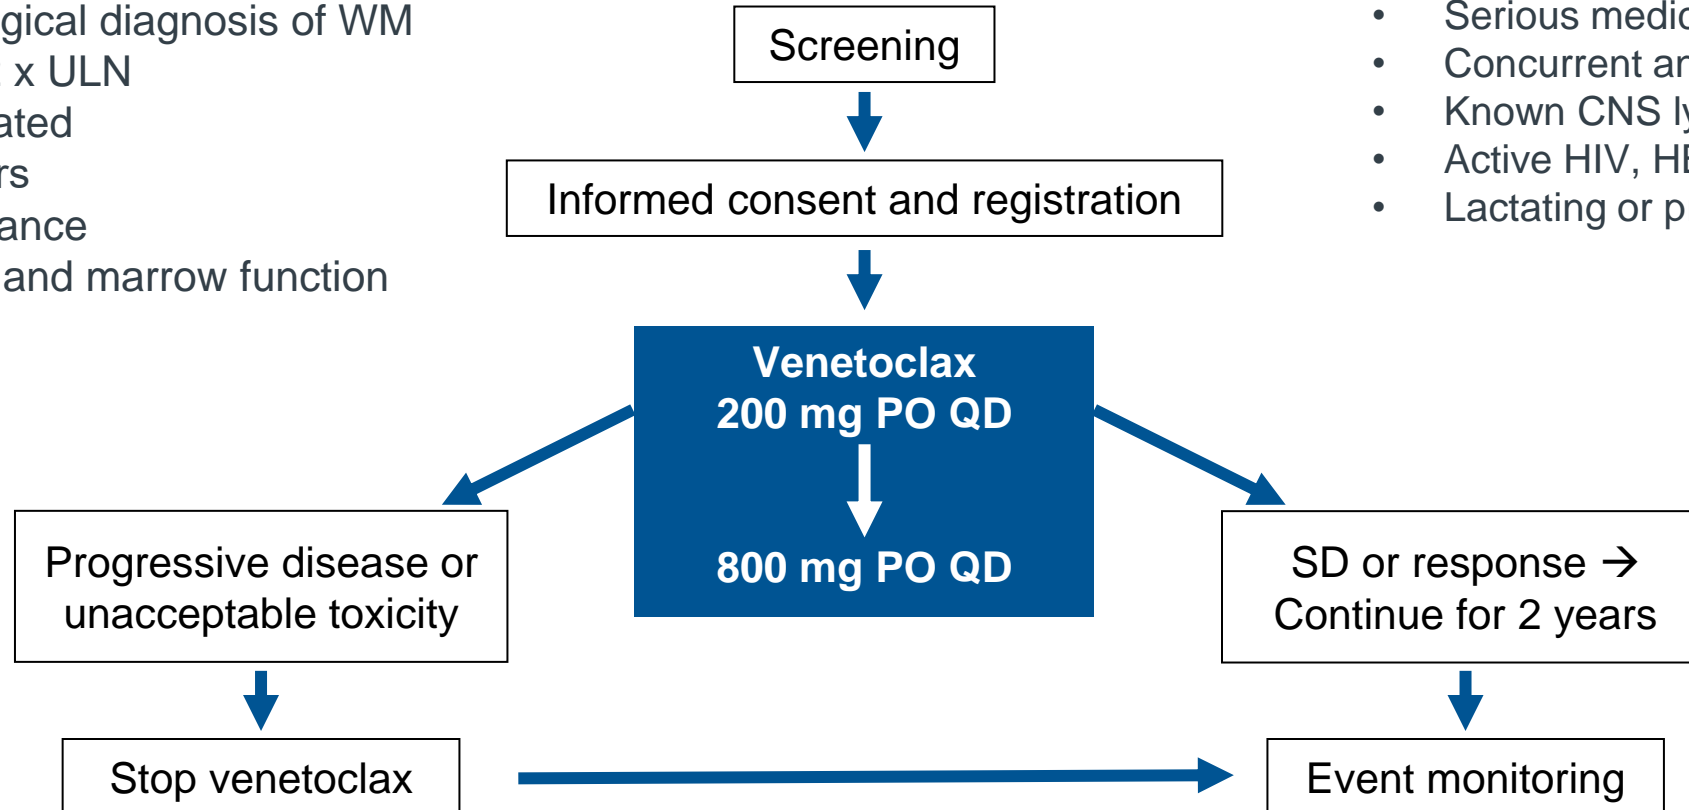 gical diagnosis of WM
x ULN
ated
rs
ance
and marrow function
Screening
Informed consent and registration
Venetoclax
200 mg PO QD
800 mg PO QD
• Serious medic
• Concurrent an
• Known CNS ly
• Active HIV, HE
• Lactating or p
Progressive disease or
unacceptable toxicity
SD or response →
Continue for 2 years
Stop venetoclax
Event monitoring